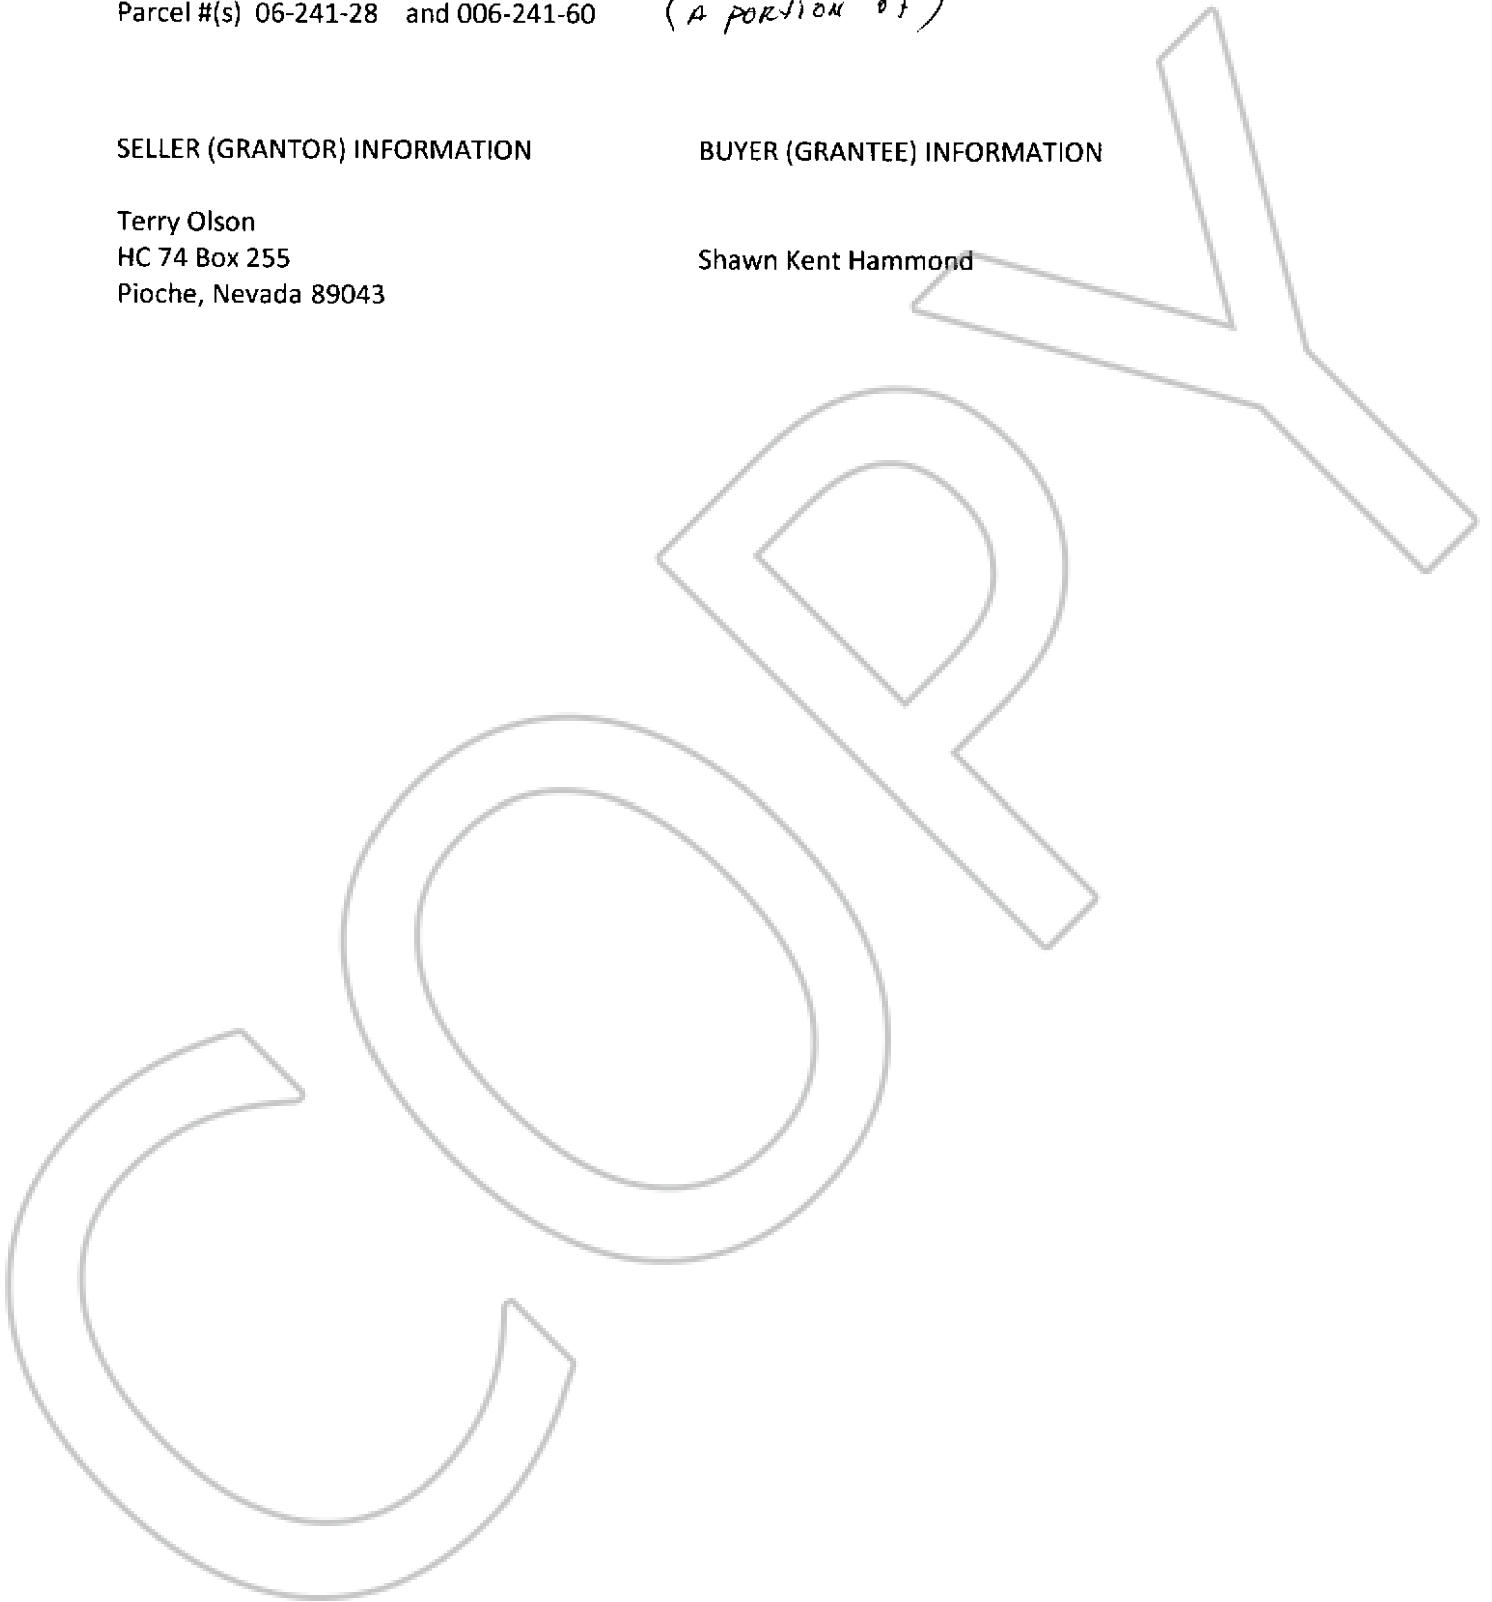 Parcel #(s) 06-241-28 and 006-241-60 (A PORTION OF)
SELLER (GRANTOR) INFORMATION
BUYER (GRANTEE) INFORMATION
Terry Olson
HC 74 Box 255
Pioche, Nevada 89043
Shawn Kent Hammond
COPY